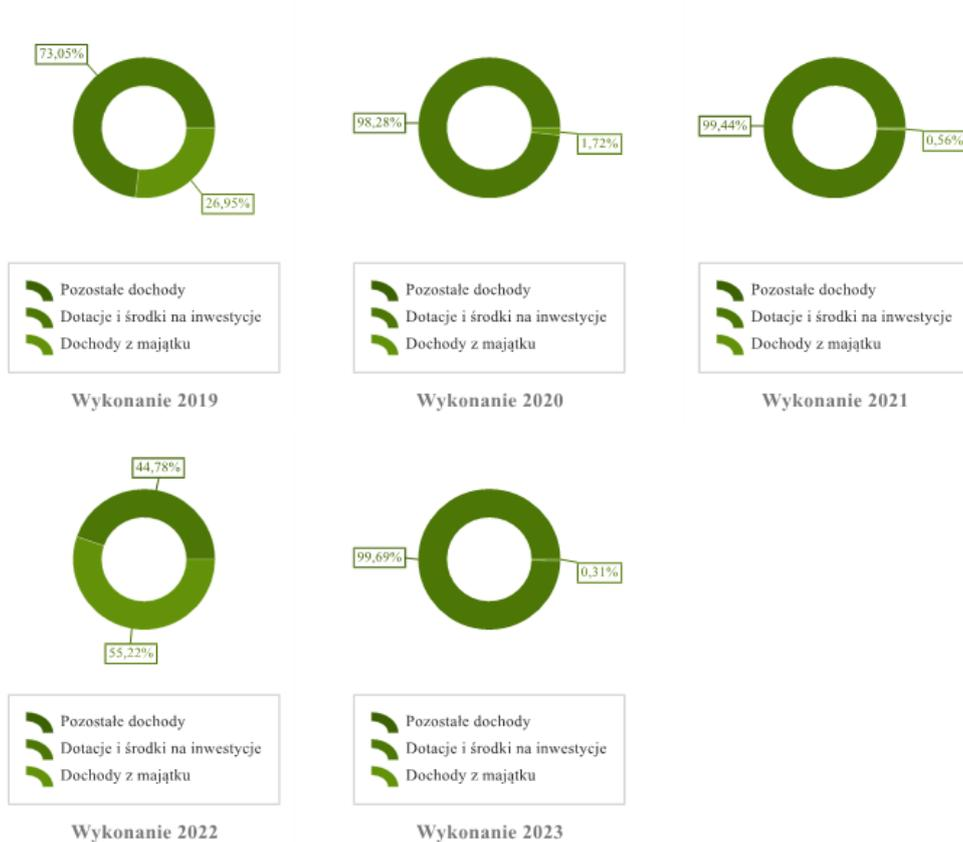 73,05%
26,95%
Pozostałe dochody
Dotacje i środki na inwestycje
Dochody z majątku
Wykonanie 2019
98,28%
1,72%
Pozostałe dochody
Dotacje i środki na inwestycje
Dochody z majątku
Wykonanie 2020
99,44%
0,56%
Pozostałe dochody
Dotacje i środki na inwestycje
Dochody z majątku
Wykonanie 2021
44,78%
55,22%
Pozostałe dochody
Dotacje i środki na inwestycje
Dochody z majątku
Wykonanie 2022
99,69%
0,31%
Pozostałe dochody
Dotacje i środki na inwestycje
Dochody z majątku
Wykonanie 2023